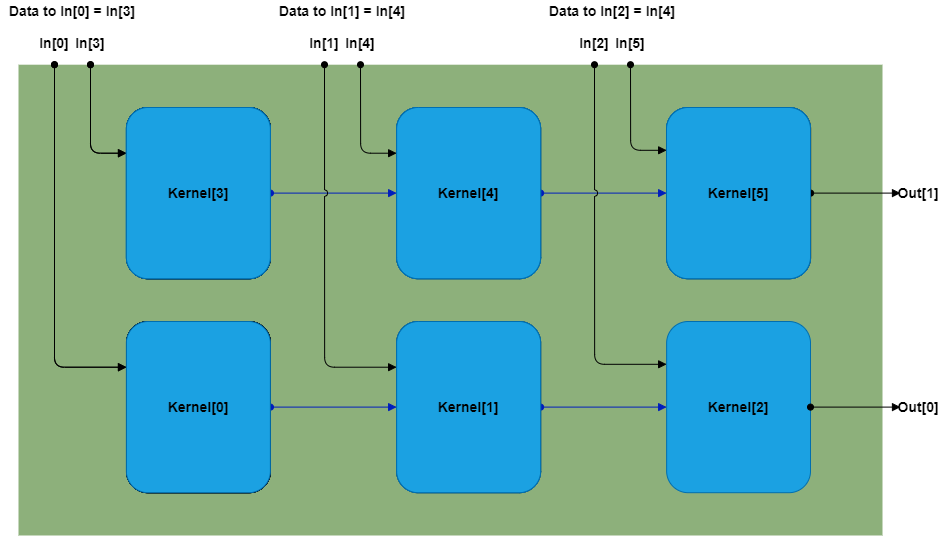 Data to In[0] = In[3]
Data to In[1] = In[4]
Data to In[2] = In[4]
In[0] In[3]
In[1] In[4]
In[2] In[5]
Kernel[3]
Kernel[4]
Kernel[5]
Out[1]
Kernel[0]
Kernel[1]
Kernel[2]
Out[0]